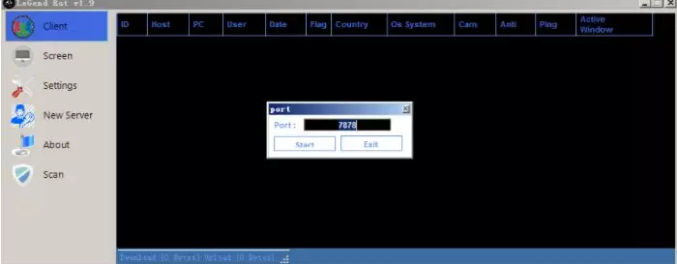 LeGend Rat v1.9
Client
ID Host PC User Date Flag Country Os System Cam Anti Ping Active Window
Screen
Settings
New Server
About
Scan
port
Port: 7878
Start Exit
Download [0 Bytes] Upload [0 Bytes]